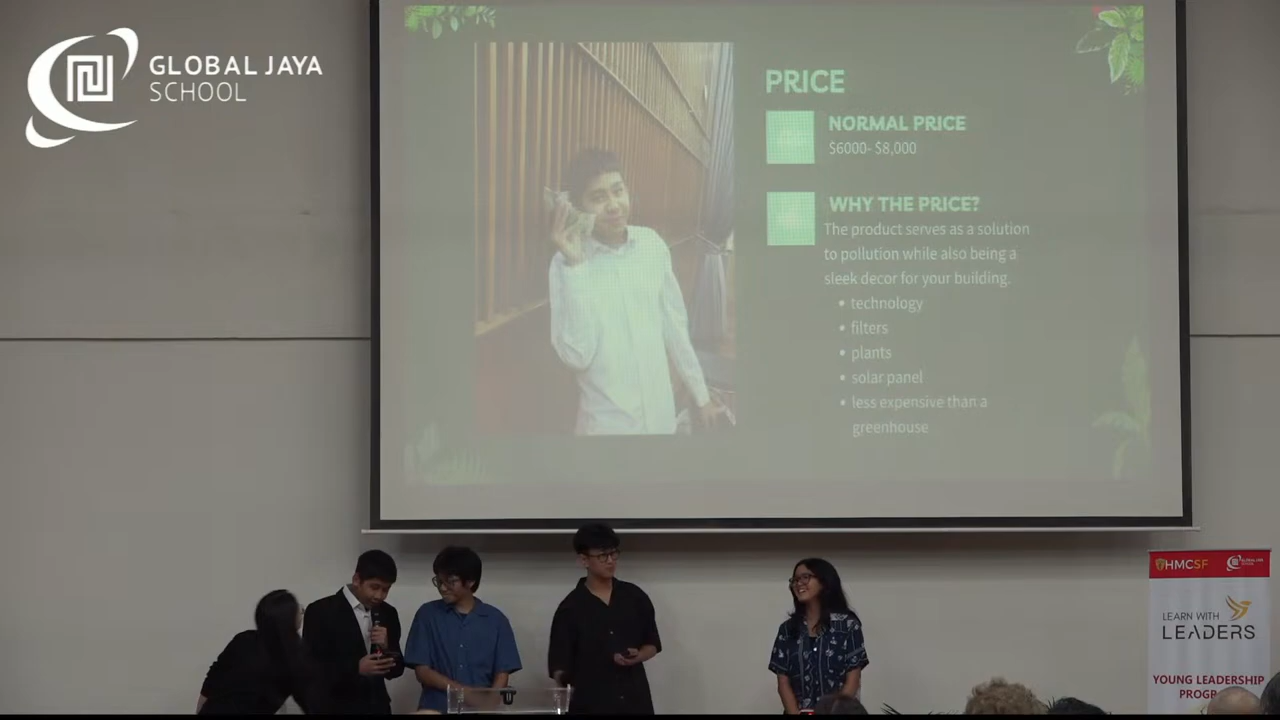 GLOBAL JAYA
SCHOOL
PRICE
NORMAL PRICE
$6000- $8,000
WHY THE PRICE?
The product serves as a solution
to pollution while also being a
sleek decor for your building.
• technology
• filters
• plants
• solar panel
• less expensive than a
greenhouse
HMCSF
GLOBAL JAYA
LEARN WITH
LEADERS
YOUNG LEADERSHIP